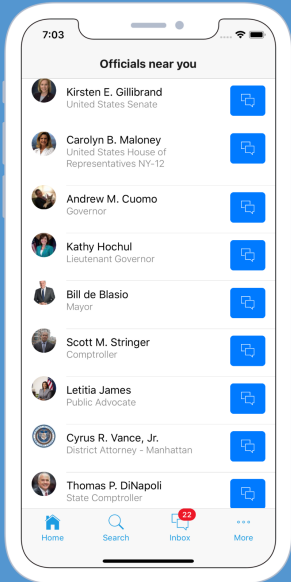 7:03
Officials near you
Kirsten E. Gillibrand
United States Senate
Carolyn B. Maloney
United States House of
Representatives NY-12
Andrew M. Cuomo
Governor
Kathy Hochul
Lieutenant Governor
Bill de Blasio
Mayor
Scott M. Stringer
Comptroller
Letitia James
Public Advocate
Cyrus R. Vance, Jr.
District Attorney - Manhattan
Thomas P. DiNapoli
State Comptroller
22
Home
Search
Inbox
More